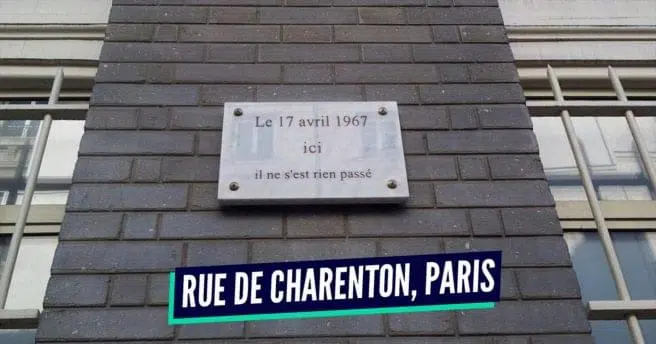 Le 17 avril 1967
ici
il ne s'est rien passé
RUE DE CHARENTON, PARIS